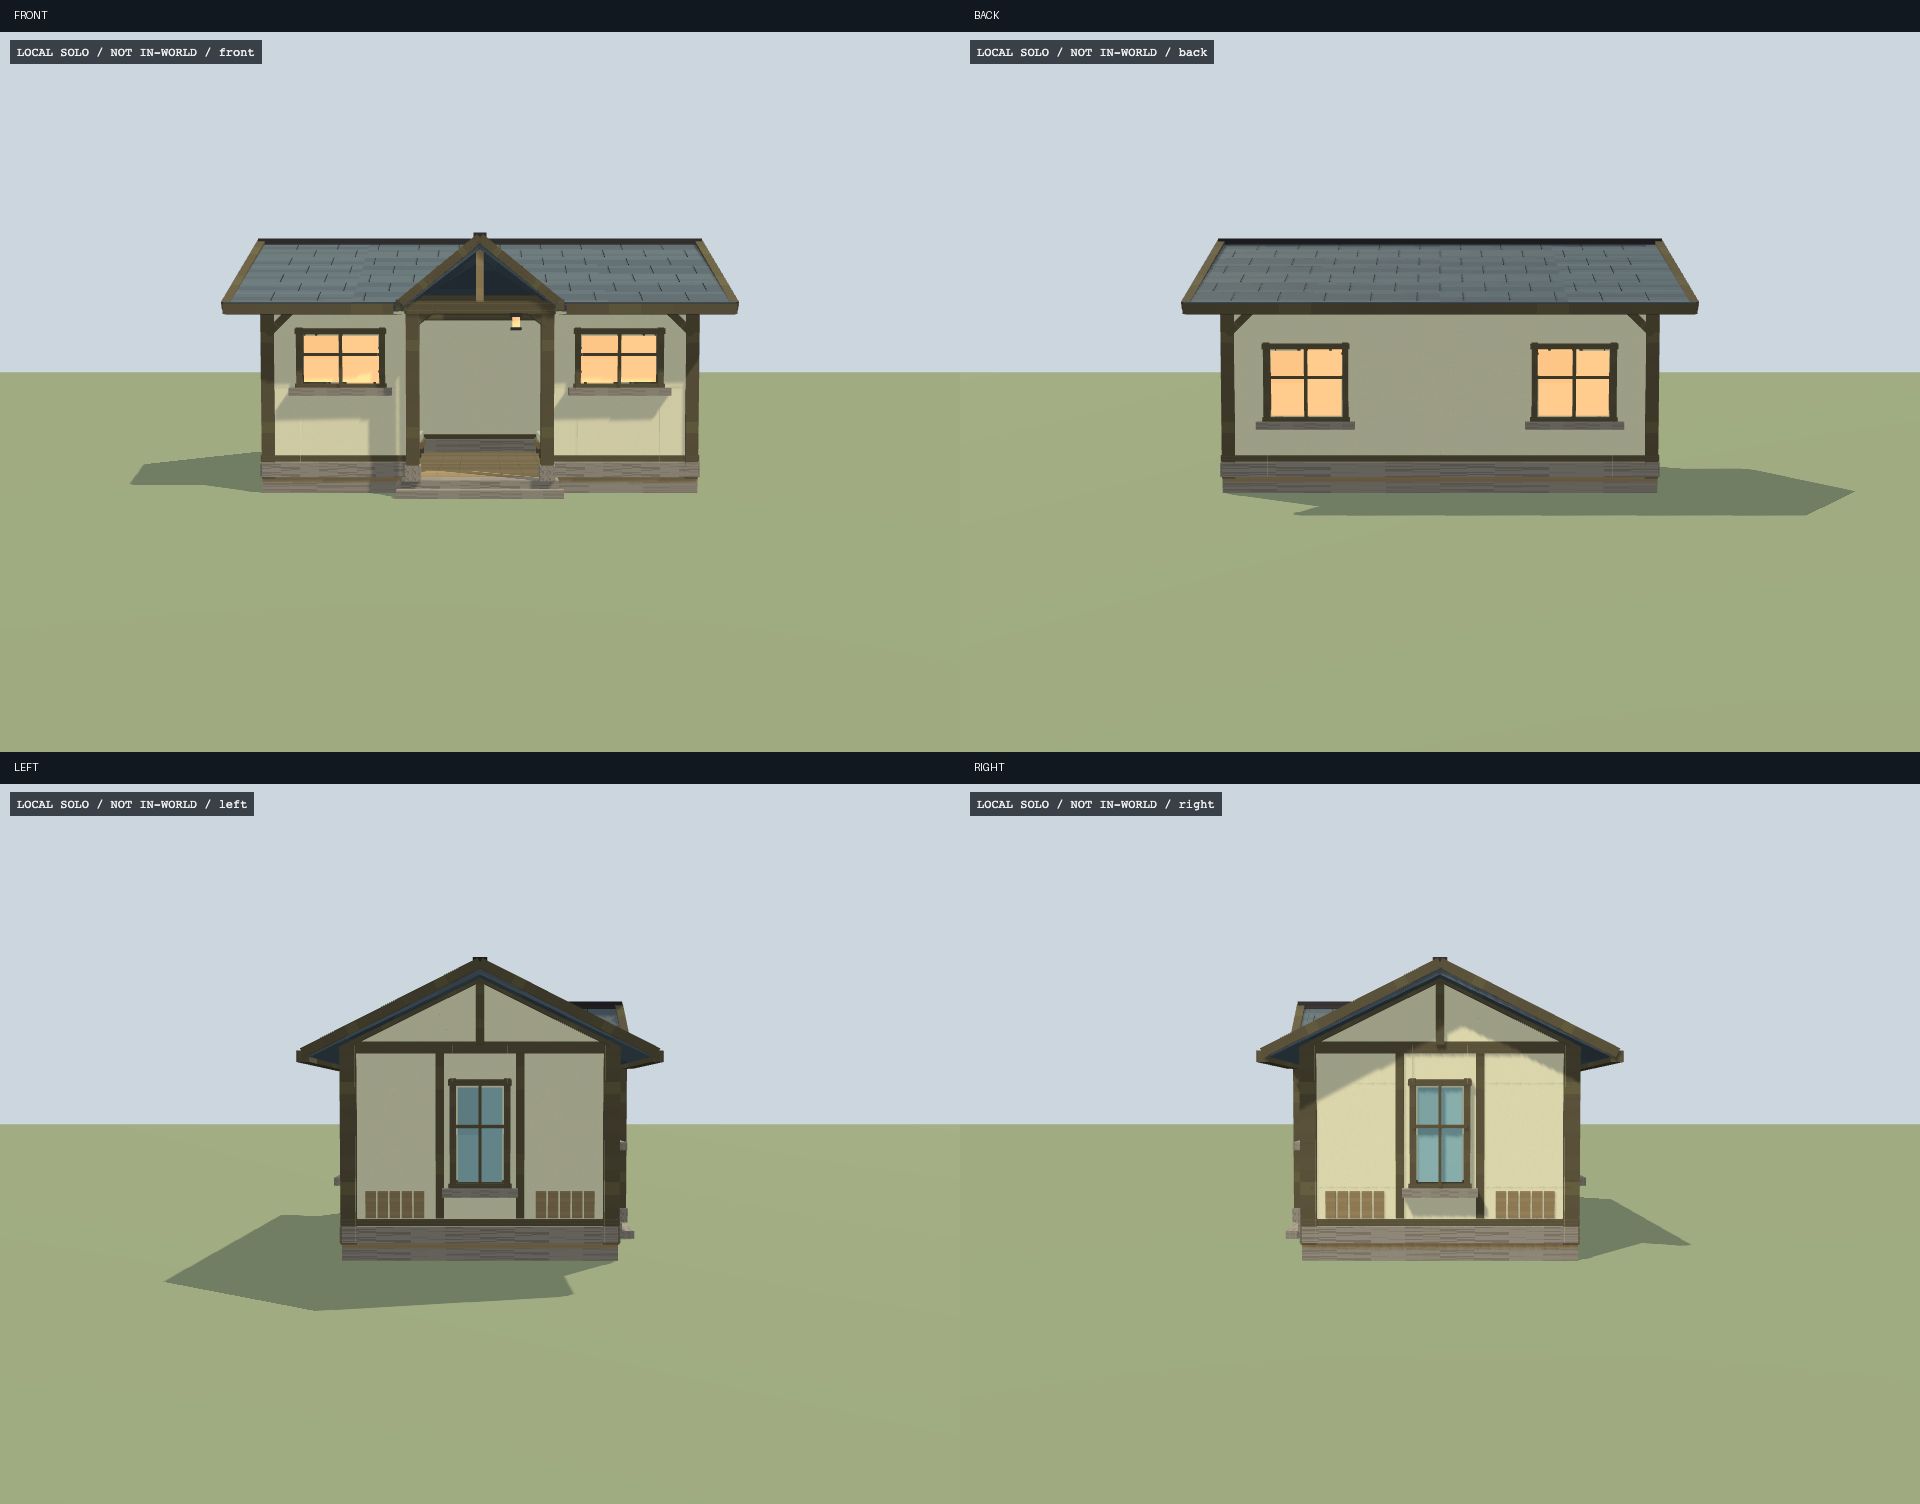 FRONT
BACK
LOCAL SOLO / NOT IN-WORLD / front
LOCAL SOLO / NOT IN-WORLD / back
LEFT
RIGHT
LOCAL SOLO / NOT IN-WORLD / left
LOCAL SOLO / NOT IN-WORLD / right